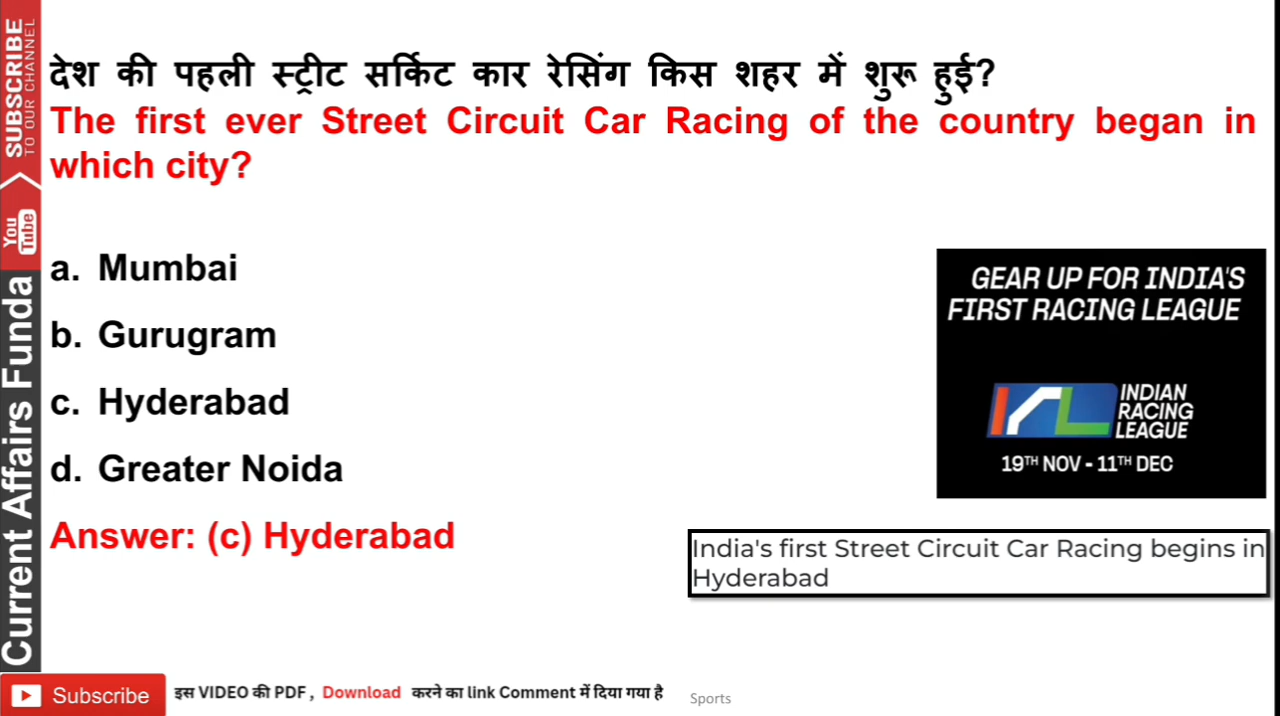 SUBSCRIBE
TO OUR CHANNEL
You
Tube
Current Affairs Funda
देश की पहली स्ट्रीट सर्किट कार रेसिंग किस शहर में शुरू हुई?
The first ever Street Circuit Car Racing of the country began in
which city?
a. Mumbai
b. Gurugram
c. Hyderabad
d. Greater Noida
Answer: (c) Hyderabad
GEAR UP FOR INDIA'S
FIRST RACING LEAGUE
INDIAN
RACING
LEAGUE
19TH NOV - 11TH DEC
India's first Street Circuit Car Racing begins in
Hyderabad
Subscribe
इस VIDEO की PDF , Download करने का link Comment में दिया गया है
Sports